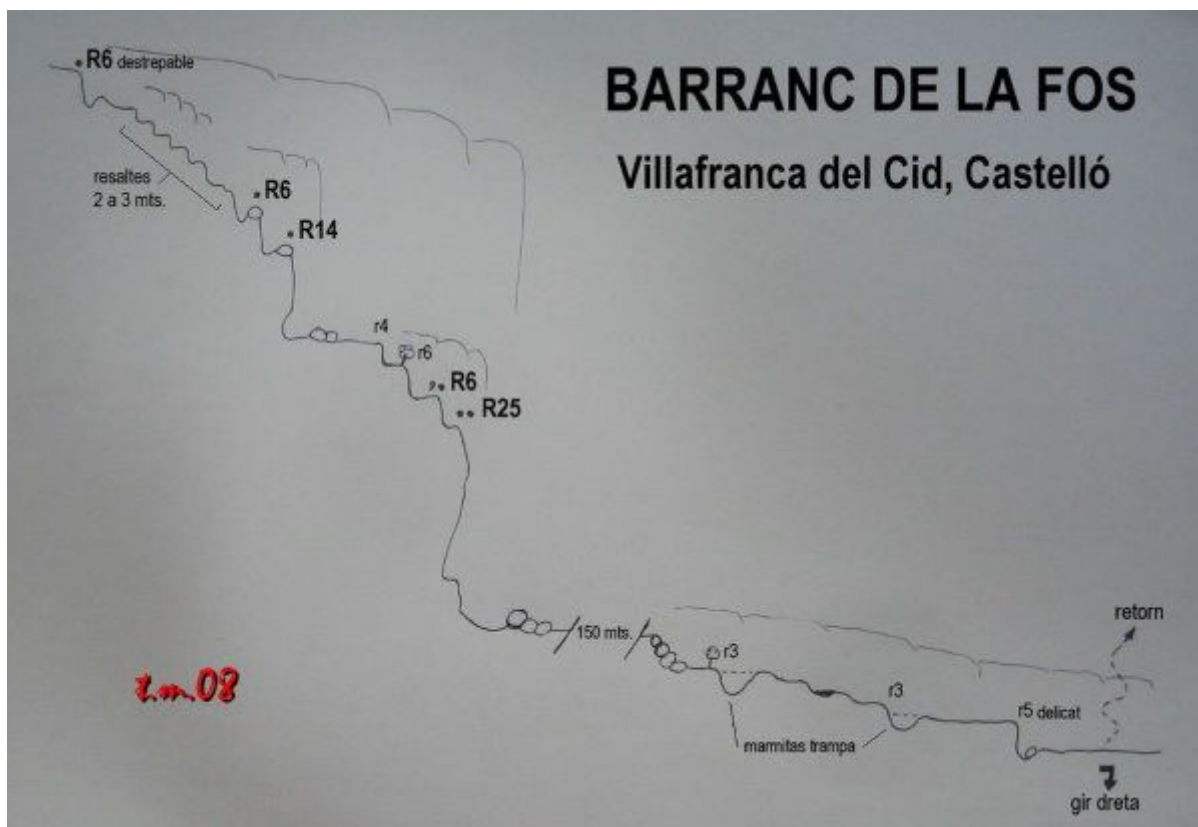 BARRANC DE LA FOS
Villafranca del Cid, Castelló
R6 destrepable
resaltes
2 a 3 mts.
R6
R14
r4
r6
R6
R25
150 mts.
r3
r3
r5 delicat
marmitas trampa
retorn
gir dreta
t.m.08